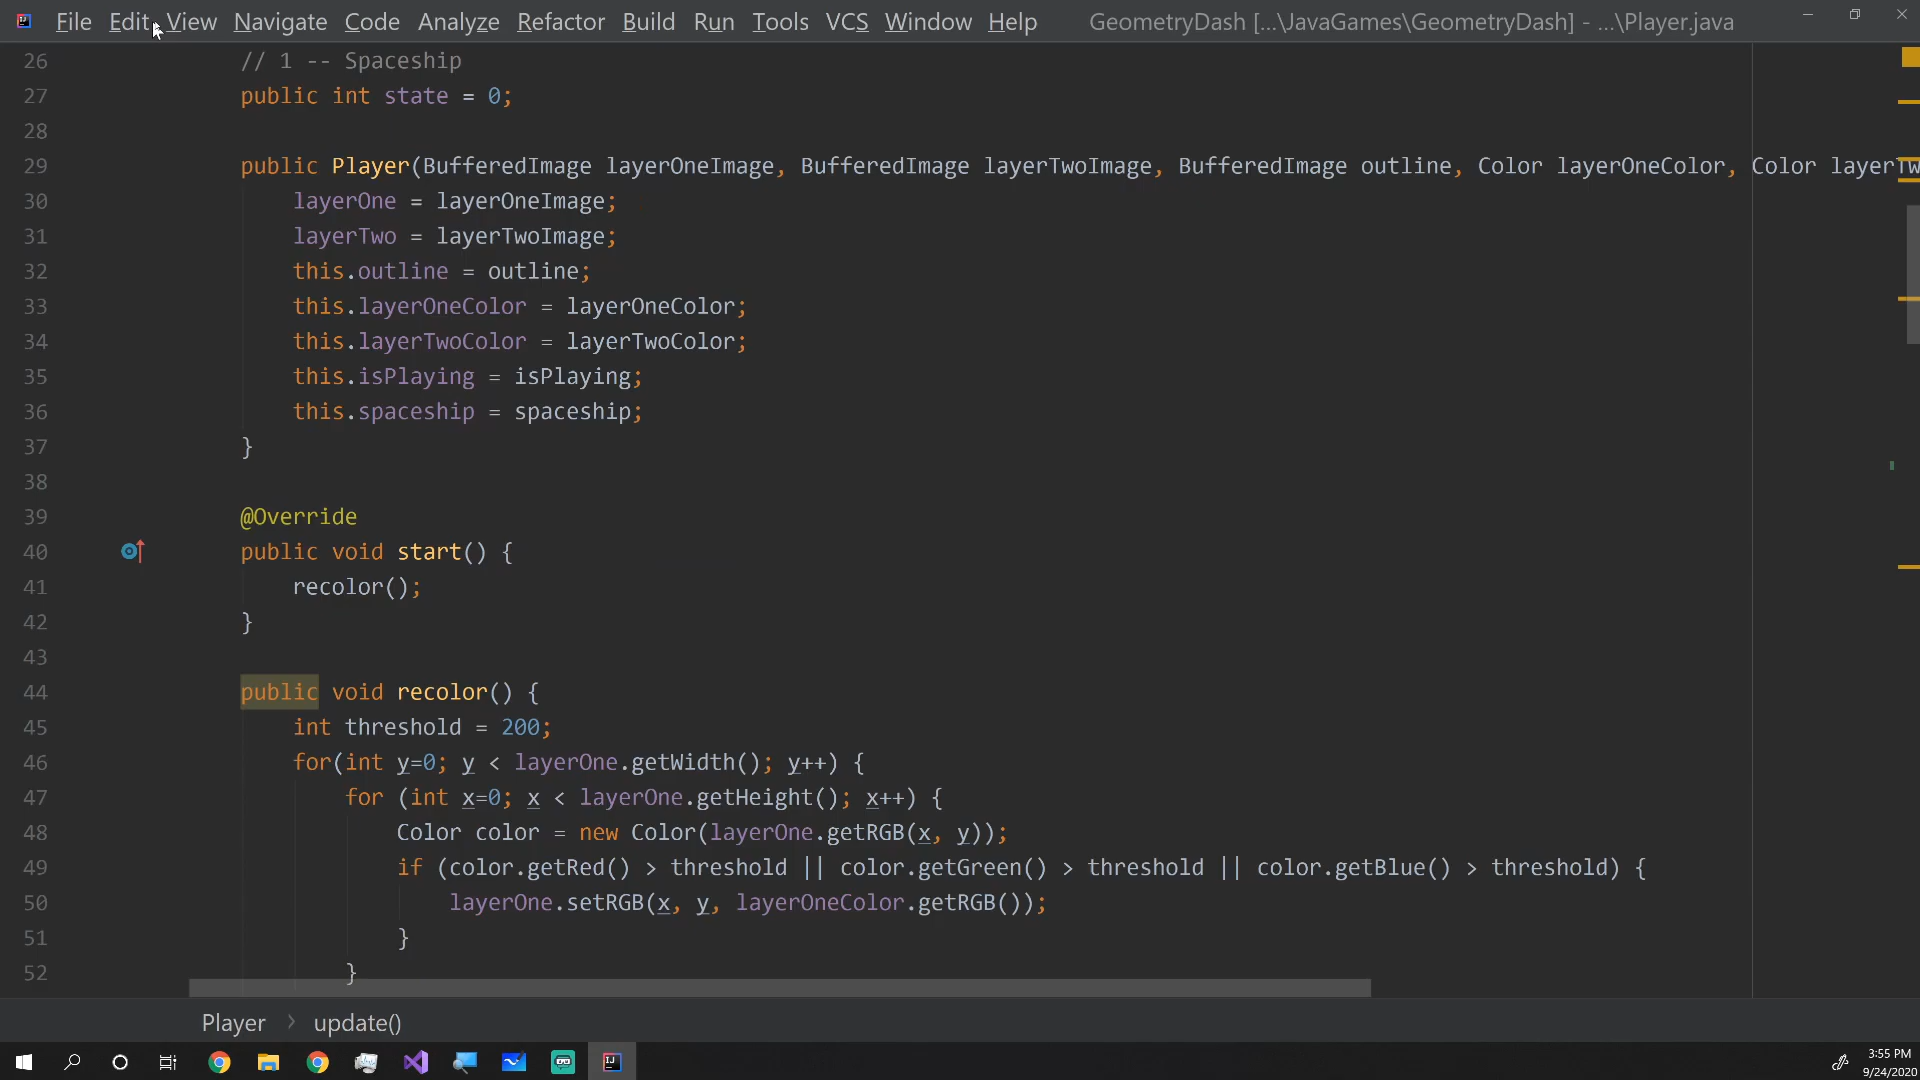 File Edit View Navigate Code Analyze Refactor Build Run Tools VCS Window Help GeometryDash [...\JavaGames\GeometryDash] - ...\Player.java
26 // 1 -- Spaceship
27 public int state = 0;
28
29 public Player(BufferedImage layerOneImage, BufferedImage layerTwoImage, BufferedImage outline, Color layerOneColor, Color layerTw
30 layerOne = layerOneImage;
31 layerTwo = layerTwoImage;
32 this.outline = outline;
33 this.layerOneColor = layerOneColor;
34 this.layerTwoColor = layerTwoColor;
35 this.isPlaying = isPlaying;
36 this.spaceship = spaceship;
37 }
38
39 @Override
40 public void start() {
41 recolor();
42 }
43
44 public void recolor() {
45 int threshold = 200;
46 for(int y=0; y < layerOne.getWidth(); y++) {
47 for (int x=0; x < layerOne.getHeight(); x++) {
48 Color color = new Color(layerOne.getRGB(x, y));
49 if (color.getRed() > threshold || color.getGreen() > threshold || color.getBlue() > threshold) {
50 layerOne.setRGB(x, y, layerOneColor.getRGB());
51 }
52 }
Player > update()
IJ
3:55 PM
9/24/2020